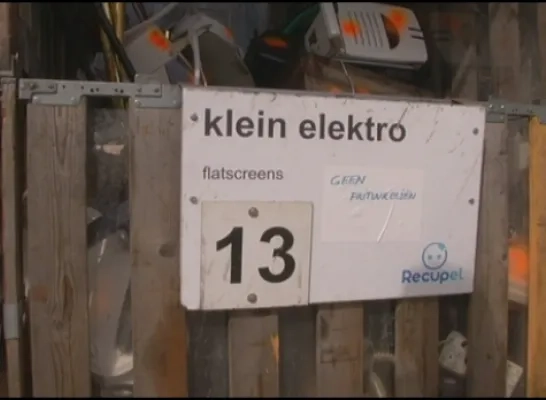 klein elektro
flatscreens
GEEN
13
Recupel